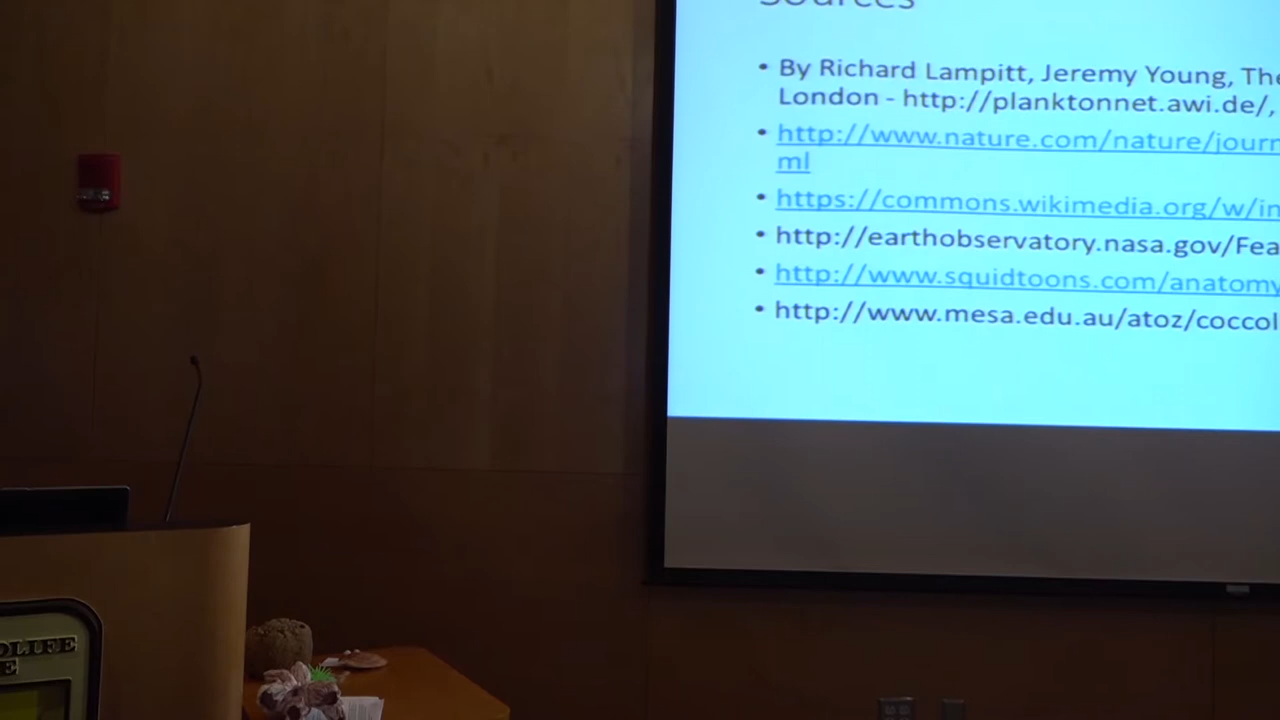 Sources
• By Richard Lampitt, Jeremy Young, The
London - http://planktonnet.awi.de/,
• http://www.nature.com/nature/journ
ml
• https://commons.wikimedia.org/w/in
• http://earthobservatory.nasa.gov/Fea
• http://www.squidtoons.com/anatomy
• http://www.mesa.edu.au/atoz/coccol
OLIFE
E